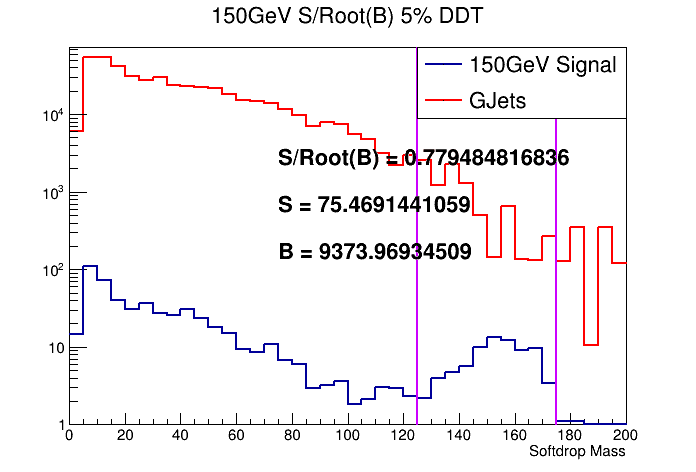 150GeV S/Root(B) 5% DDT
150GeV Signal
GJets
10⁴
S/Root(B) = 0.779484816836
10³
S = 75.4691441059
B = 9373.96934509
10²
10
1
0 20 40 60 80 100 120 140 160 180 200
Softdrop Mass